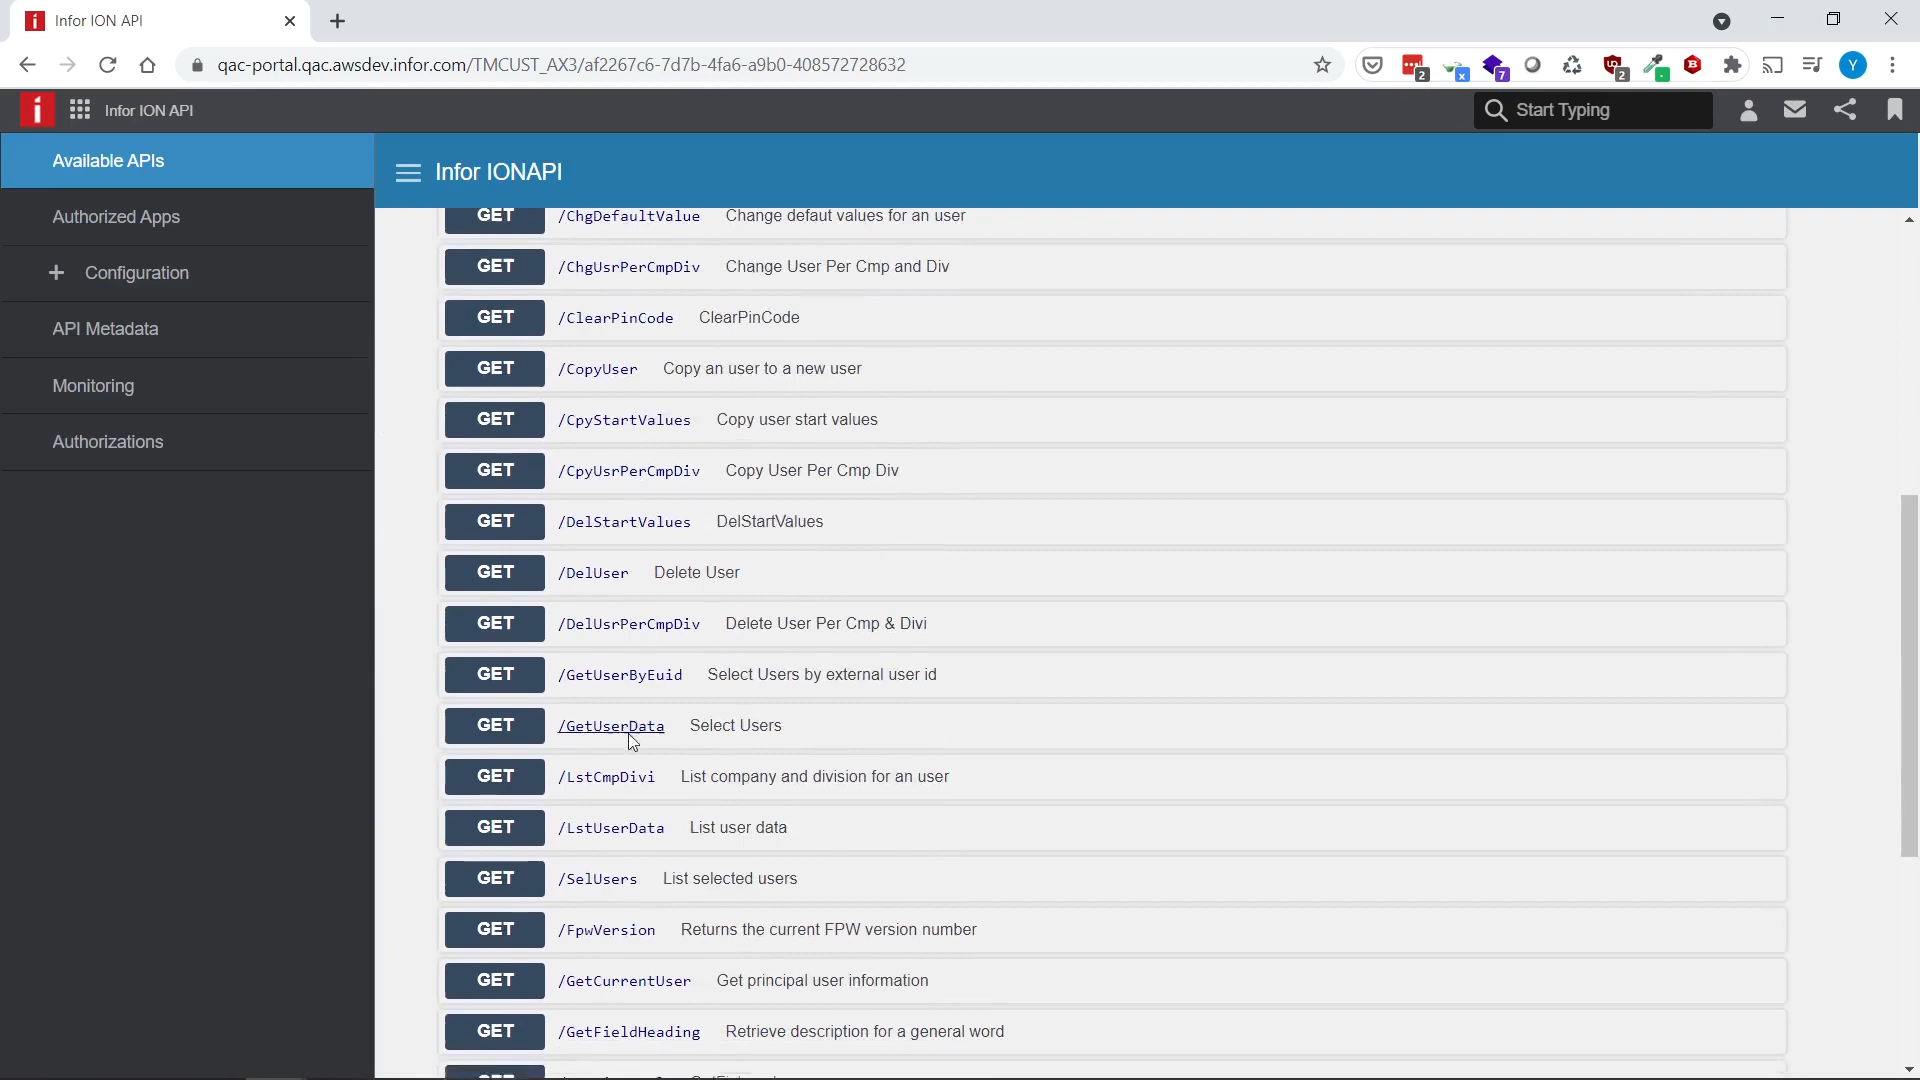 Infor ION API
qac-portal.qac.awsdev.infor.com/TMCUST_AX3/af2267c6-7d7b-4fa6-a9b0-408572728632
2
x
7
2
Y
Infor ION API
Start Typing
Available APIs
Infor IONAPI
Authorized Apps
Configuration
API Metadata
Monitoring
Authorizations
GET /ChgDefaultValue Change defaut values for an user
GET /ChgUsrPerCmpDiv Change User Per Cmp and Div
GET /ClearPinCode ClearPinCode
GET /CopyUser Copy an user to a new user
GET /CpyStartValues Copy user start values
GET /CpyUsrPerCmpDiv Copy User Per Cmp Div
GET /DelStartValues DelStartValues
GET /DelUser Delete User
GET /DelUsrPerCmpDiv Delete User Per Cmp & Divi
GET /GetUserByEuid Select Users by external user id
GET /GetUserData Select Users
GET /LstCmpDivi List company and division for an user
GET /LstUserData List user data
GET /SelUsers List selected users
GET /FpwVersion Returns the current FPW version number
GET /GetCurrentUser Get principal user information
GET /GetFieldHeading Retrieve description for a general word
GET